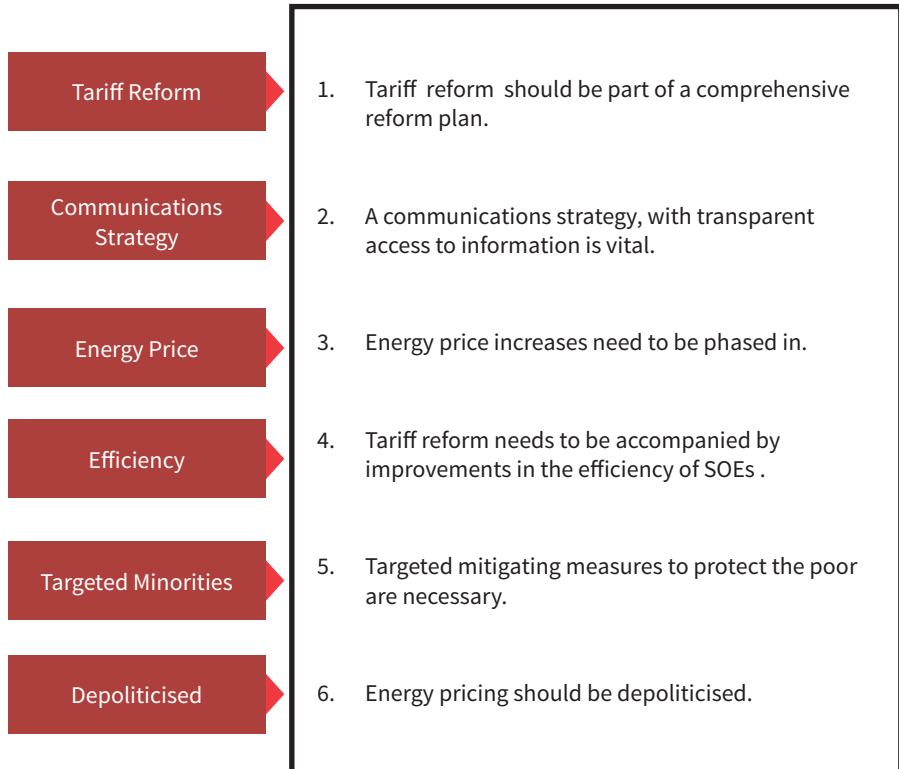 Tariff Reform
1. Tariff reform should be part of a comprehensive
reform plan.
Communications
Strategy
2. A communications strategy, with transparent
access to information is vital.
Energy Price
3. Energy price increases need to be phased in.
Efficiency
4. Tariff reform needs to be accompanied by
improvements in the efficiency of SOEs .
Targeted Minorities
5. Targeted mitigating measures to protect the poor
are necessary.
Depoliticised
6. Energy pricing should be depoliticised.